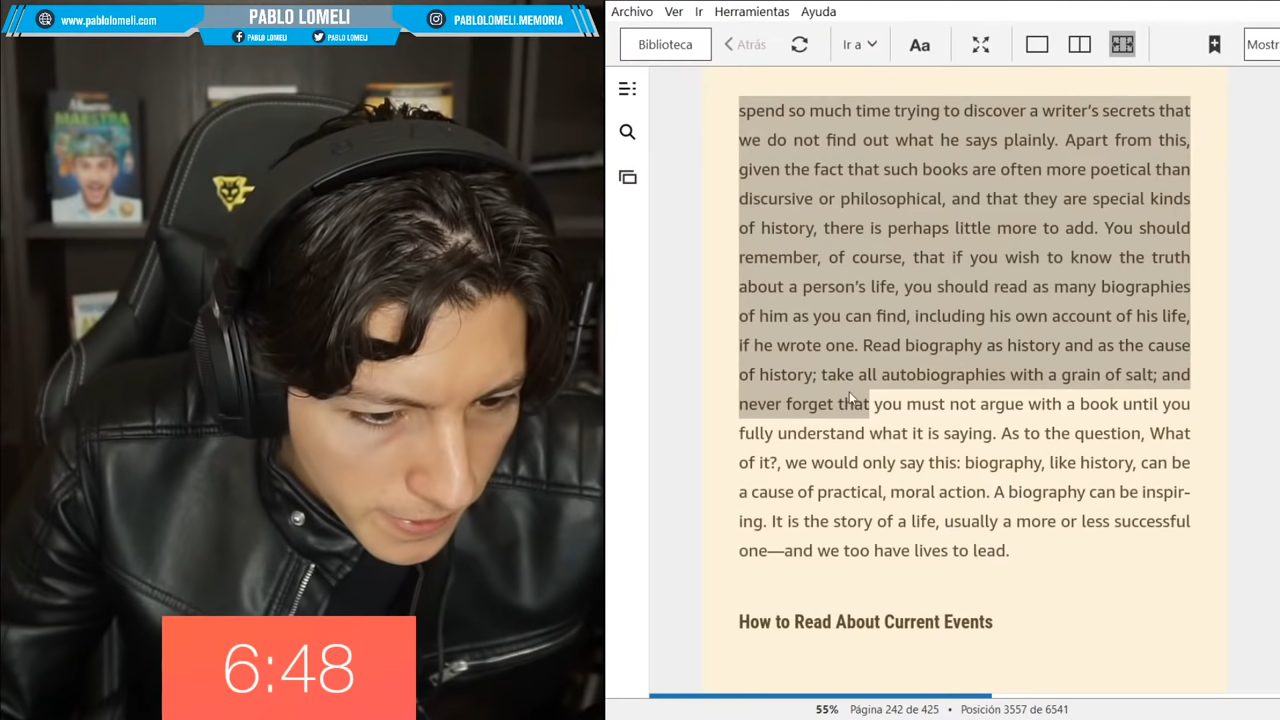 www.pablolomeli.com
PABLO LOMELI
PABLOLOMELI.MEMORIA
PABLO LOMELI
PABLO LOMELI
MAESTRA
6:48
Archivo Ver Ir Herramientas Ayuda
Biblioteca Atrás Ir a Aa Mostr
spend so much time trying to discover a writer’s secrets that
we do not find out what he says plainly. Apart from this,
given the fact that such books are often more poetical than
discursive or philosophical, and that they are special kinds
of history, there is perhaps little more to add. You should
remember, of course, that if you wish to know the truth
about a person’s life, you should read as many biographies
of him as you can find, including his own account of his life,
if he wrote one. Read biography as history and as the cause
of history; take all autobiographies with a grain of salt; and
never forget that you must not argue with a book until you
fully understand what it is saying. As to the question, What
of it?, we would only say this: biography, like history, can be
a cause of practical, moral action. A biography can be inspir-
ing. It is the story of a life, usually a more or less successful
one—and we too have lives to lead.
How to Read About Current Events
55% Página 242 de 425 • Posición 3557 de 6541